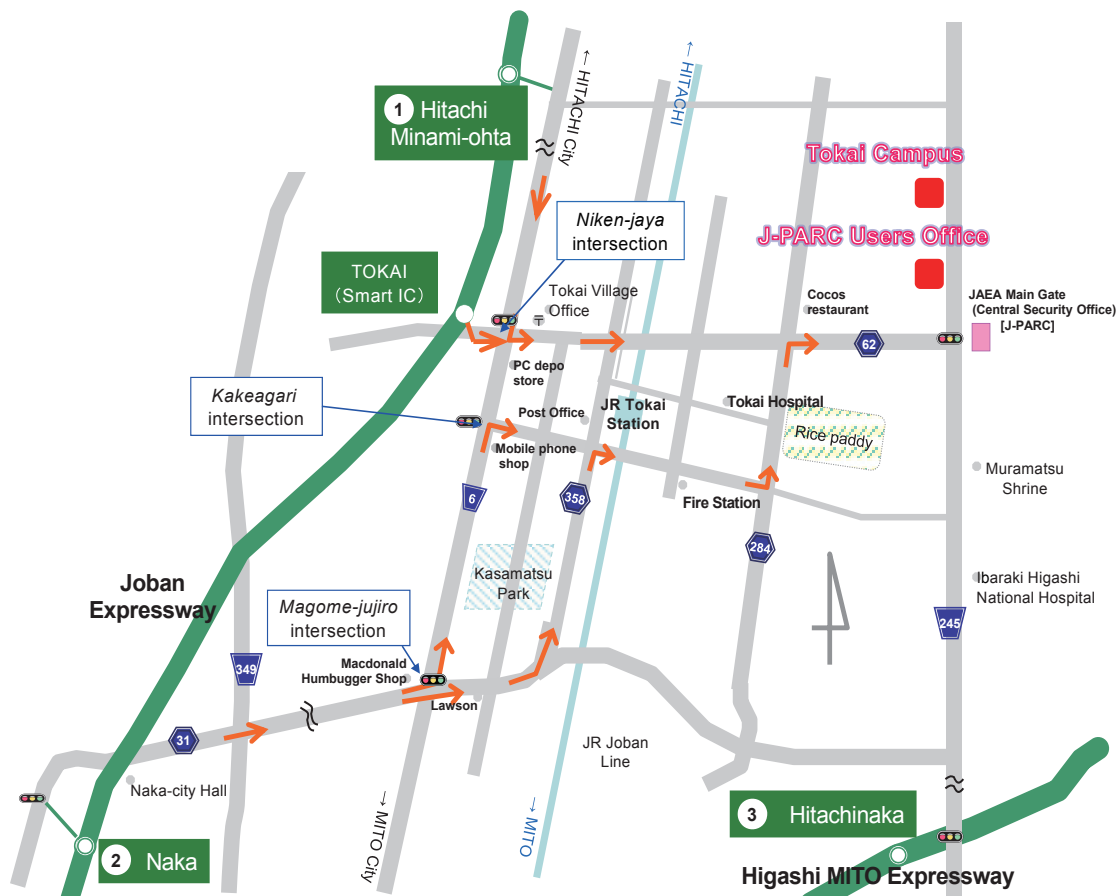 ← HITACHI City
← HITACHI
1 Hitachi
Minami-ohta
Tokai Campus
Niken-jaya
intersection
J-PARC Users Office
TOKAI
（Smart IC）
Tokai Village
Office
〒
Cocos
restaurant
JAEA Main Gate
(Central Security Office)
[J-PARC]
62
PC depo
store
Kakeagari
intersection
Post Office
JR Tokai
Station
Tokai Hospital
Rice paddy
Mobile phone
shop
Muramatsu
Shrine
6
358
Fire Station
284
Joban
Expressway
Kasamatsu
Park
Ibaraki Higashi
National Hospital
Magome-jujiro
intersection
245
349
Macdonald
Humbugger Shop
Lawson
31
JR Joban
Line
Naka-city Hall
→ MITO City
→ MITO
3 Hitachinaka
2 Naka
Higashi MITO Expressway